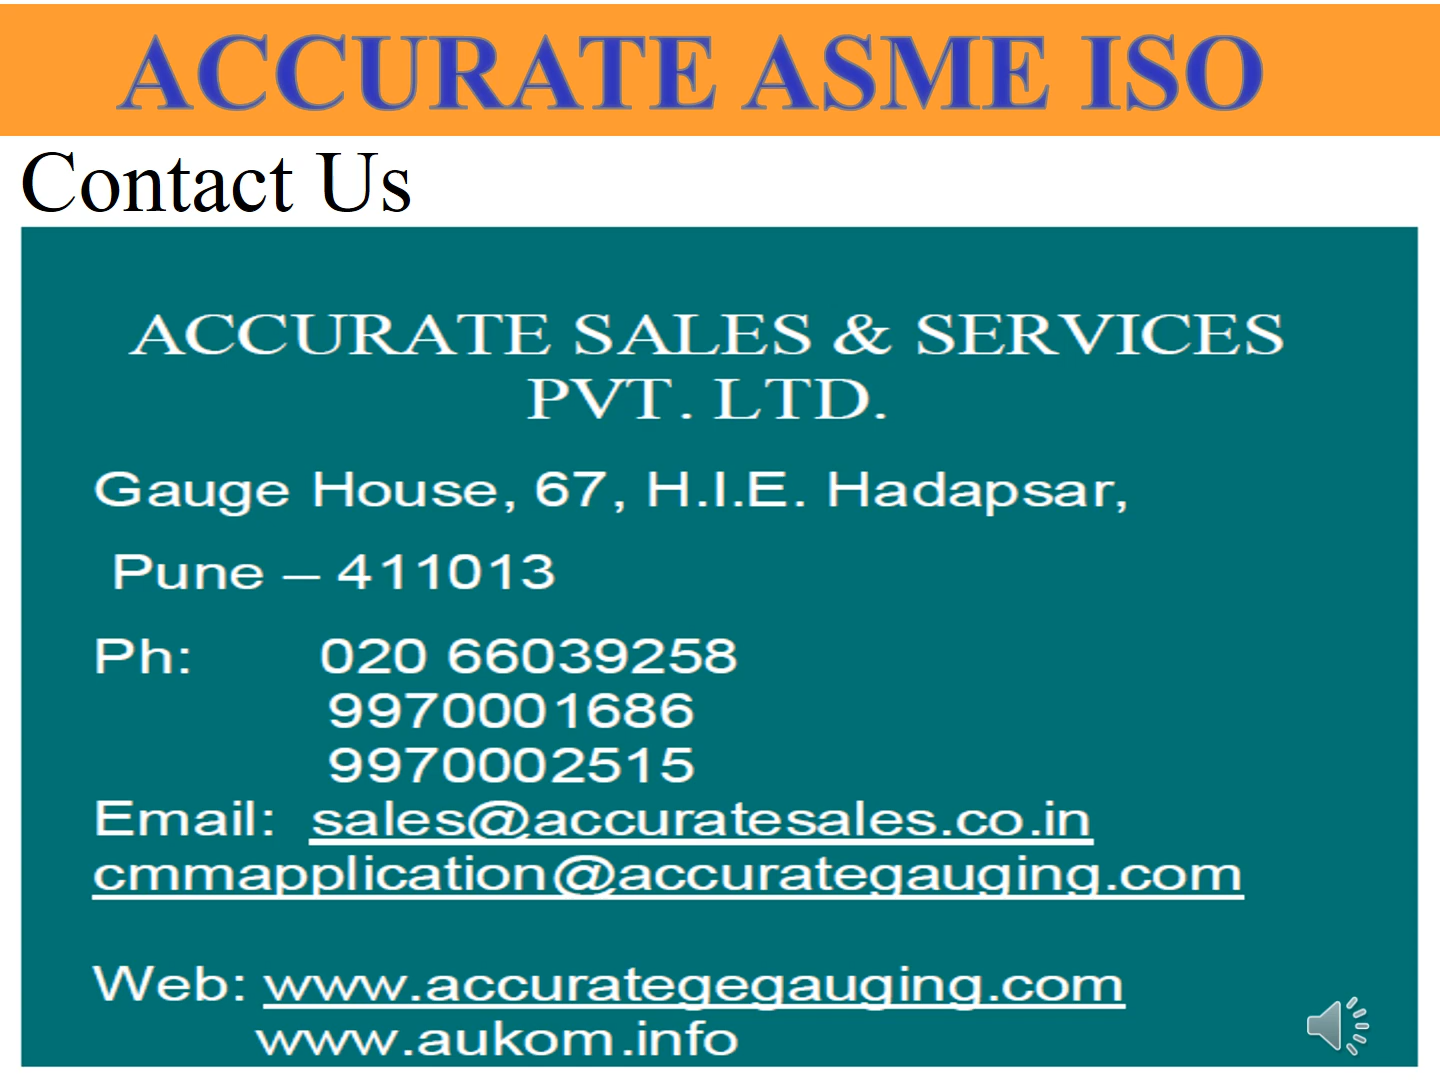 ACCURATE ASME ISO
Contact Us
ACCURATE SALES & SERVICES
PVT. LTD.
Gauge House, 67, H.I.E. Hadapsar,
Pune – 411013
Ph: 020 66039258
9970001686
9970002515
Email: sales@accuratesales.co.in
cmmapplication@accurategauging.com
Web: www.accurategegauging.com
www.aukom.info